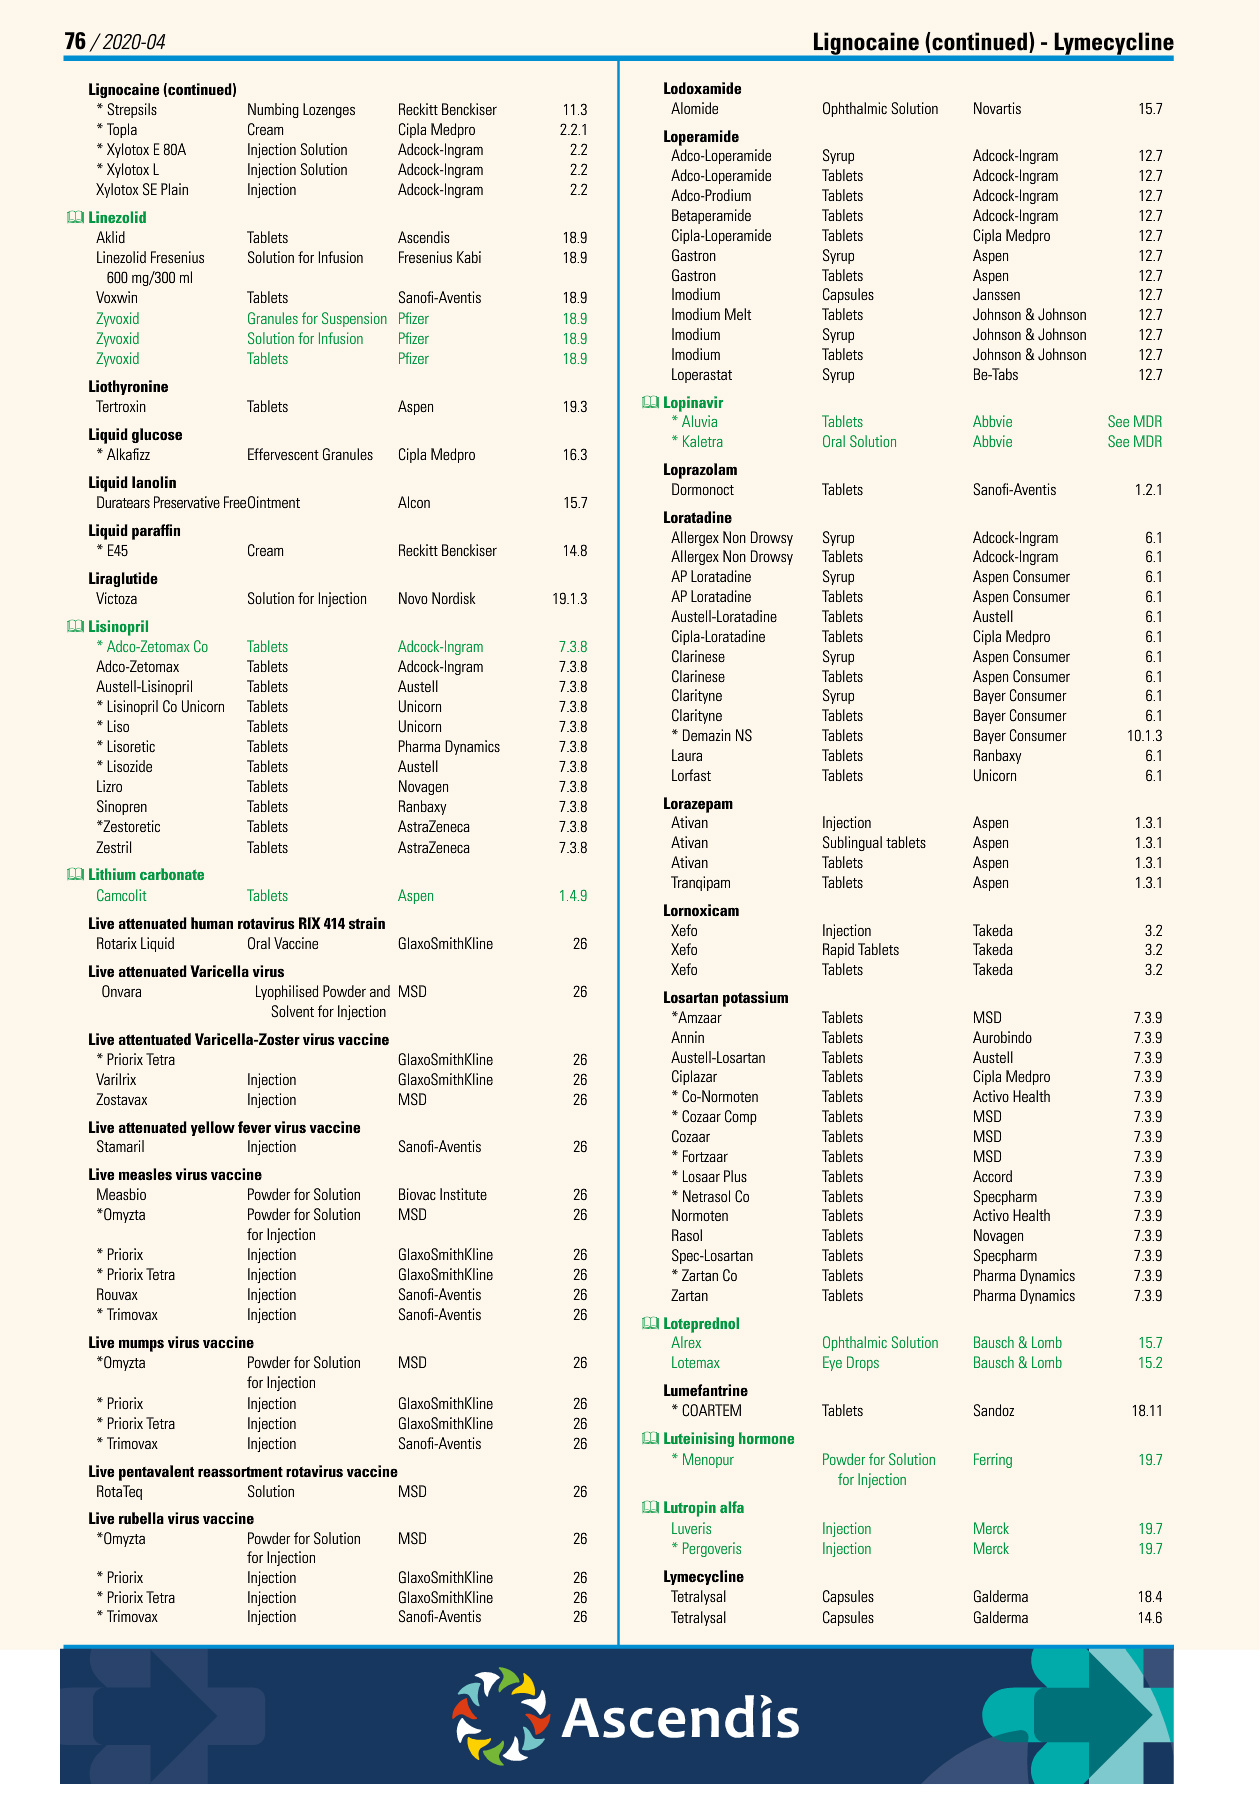 76 / 2020-04
Lignocaine (continued) - Lymecycline
Lignocaine (continued)
* Strepsils Numbing Lozenges Reckitt Benckiser 11.3
* Topla Cream Cipla Medpro 2.2.1
* Xylotox E 80A Injection Solution Adcock-Ingram 2.2
* Xylotox L Injection Solution Adcock-Ingram 2.2
Xylotox SE Plain Injection Adcock-Ingram 2.2
Linezolid
Aklid Tablets Ascendis 18.9
Linezolid Fresenius Solution for Infusion Fresenius Kabi 18.9
600 mg/300 ml
Voxwin Tablets Sanofi-Aventis 18.9
Zyvoxid Granules for Suspension Pfizer 18.9
Zyvoxid Solution for Infusion Pfizer 18.9
Zyvoxid Tablets Pfizer 18.9
Liothyronine
Tertroxin Tablets Aspen 19.3
Liquid glucose
* Alkafizz Effervescent Granules Cipla Medpro 16.3
Liquid lanolin
Duratears Preservative Free Ointment Alcon 15.7
Liquid paraffin
* E45 Cream Reckitt Benckiser 14.8
Liraglutide
Victoza Solution for Injection Novo Nordisk 19.1.3
Lisinopril
* Adco-Zetomax Co Tablets Adcock-Ingram 7.3.8
Adco-Zetomax Tablets Adcock-Ingram 7.3.8
Austell-Lisinopril Tablets Austell 7.3.8
* Lisinopril Co Unicorn Tablets Unicorn 7.3.8
* Liso Tablets Unicorn 7.3.8
* Lisoretic Tablets Pharma Dynamics 7.3.8
* Lisozide Tablets Austell 7.3.8
Lizro Tablets Novagen 7.3.8
Sinopren Tablets Ranbaxy 7.3.8
*Zestoretic Tablets AstraZeneca 7.3.8
Zestril Tablets AstraZeneca 7.3.8
Lithium carbonate
Camcolit Tablets Aspen 1.4.9
Live attenuated human rotavirus RIX 414 strain
Rotarix Liquid Oral Vaccine GlaxoSmithKline 26
Live attenuated Varicella virus
Onvara Lyophilised Powder and MSD 26
Solvent for Injection
Live attentuated Varicella-Zoster virus vaccine
* Priorix Tetra GlaxoSmithKline 26
Varilrix Injection GlaxoSmithKline 26
Zostavax Injection MSD 26
Live attenuated yellow fever virus vaccine
Stamaril Injection Sanofi-Aventis 26
Live measles virus vaccine
Measbio Powder for Solution Biovac Institute 26
*Omyzta Powder for Solution MSD 26
for Injection
* Priorix Injection GlaxoSmithKline 26
* Priorix Tetra Injection GlaxoSmithKline 26
Rouvax Injection Sanofi-Aventis 26
* Trimovax Injection Sanofi-Aventis 26
Live mumps virus vaccine
*Omyzta Powder for Solution MSD 26
for Injection
* Priorix Injection GlaxoSmithKline 26
* Priorix Tetra Injection GlaxoSmithKline 26
* Trimovax Injection Sanofi-Aventis 26
Live pentavalent reassortment rotavirus vaccine
RotaTeq Solution MSD 26
Live rubella virus vaccine
*Omyzta Powder for Solution MSD 26
for Injection
* Priorix Injection GlaxoSmithKline 26
* Priorix Tetra Injection GlaxoSmithKline 26
* Trimovax Injection Sanofi-Aventis 26
Lodoxamide
Alomide Ophthalmic Solution Novartis 15.7
Loperamide
Adco-Loperamide Syrup Adcock-Ingram 12.7
Adco-Loperamide Tablets Adcock-Ingram 12.7
Adco-Prodium Tablets Adcock-Ingram 12.7
Betaperamide Tablets Adcock-Ingram 12.7
Cipla-Loperamide Tablets Cipla Medpro 12.7
Gastron Syrup Aspen 12.7
Gastron Tablets Aspen 12.7
Imodium Capsules Janssen 12.7
Imodium Melt Tablets Johnson & Johnson 12.7
Imodium Syrup Johnson & Johnson 12.7
Imodium Tablets Johnson & Johnson 12.7
Loperastat Syrup Be-Tabs 12.7
Lopinavir
* Aluvia Tablets Abbvie See MDR
* Kaletra Oral Solution Abbvie See MDR
Loprazolam
Dormonoct Tablets Sanofi-Aventis 1.2.1
Loratadine
Allergex Non Drowsy Syrup Adcock-Ingram 6.1
Allergex Non Drowsy Tablets Adcock-Ingram 6.1
AP Loratadine Syrup Aspen Consumer 6.1
AP Loratadine Tablets Aspen Consumer 6.1
Austell-Loratadine Tablets Austell 6.1
Cipla-Loratadine Tablets Cipla Medpro 6.1
Clarinese Syrup Aspen Consumer 6.1
Clarinese Tablets Aspen Consumer 6.1
Clarityne Syrup Bayer Consumer 6.1
Clarityne Tablets Bayer Consumer 6.1
* Demazin NS Tablets Bayer Consumer 10.1.3
Laura Tablets Ranbaxy 6.1
Lorfast Tablets Unicorn 6.1
Lorazepam
Ativan Injection Aspen 1.3.1
Ativan Sublingual tablets Aspen 1.3.1
Ativan Tablets Aspen 1.3.1
Tranqipam Tablets Aspen 1.3.1
Lornoxicam
Xefo Injection Takeda 3.2
Xefo Rapid Tablets Takeda 3.2
Xefo Tablets Takeda 3.2
Losartan potassium
*Amzaar Tablets MSD 7.3.9
Annin Tablets Aurobindo 7.3.9
Austell-Losartan Tablets Austell 7.3.9
Ciplazar Tablets Cipla Medpro 7.3.9
* Co-Normoten Tablets Activo Health 7.3.9
* Cozaar Comp Tablets MSD 7.3.9
Cozaar Tablets MSD 7.3.9
* Fortzaar Tablets MSD 7.3.9
* Losaar Plus Tablets Accord 7.3.9
* Netrasol Co Tablets Specpharm 7.3.9
Normoten Tablets Activo Health 7.3.9
Rasol Tablets Novagen 7.3.9
Spec-Losartan Tablets Specpharm 7.3.9
* Zartan Co Tablets Pharma Dynamics 7.3.9
Zartan Tablets Pharma Dynamics 7.3.9
Loteprednol
Alrex Ophthalmic Solution Bausch & Lomb 15.7
Lotemax Eye Drops Bausch & Lomb 15.2
Lumefantrine
* COARTEM Tablets Sandoz 18.11
Luteinising hormone
* Menopur Powder for Solution Ferring 19.7
for Injection
Lutropin alfa
Luveris Injection Merck 19.7
* Pergoveris Injection Merck 19.7
Lymecycline
Tetralysal Capsules Galderma 18.4
Tetralysal Capsules Galderma 14.6
Ascendis